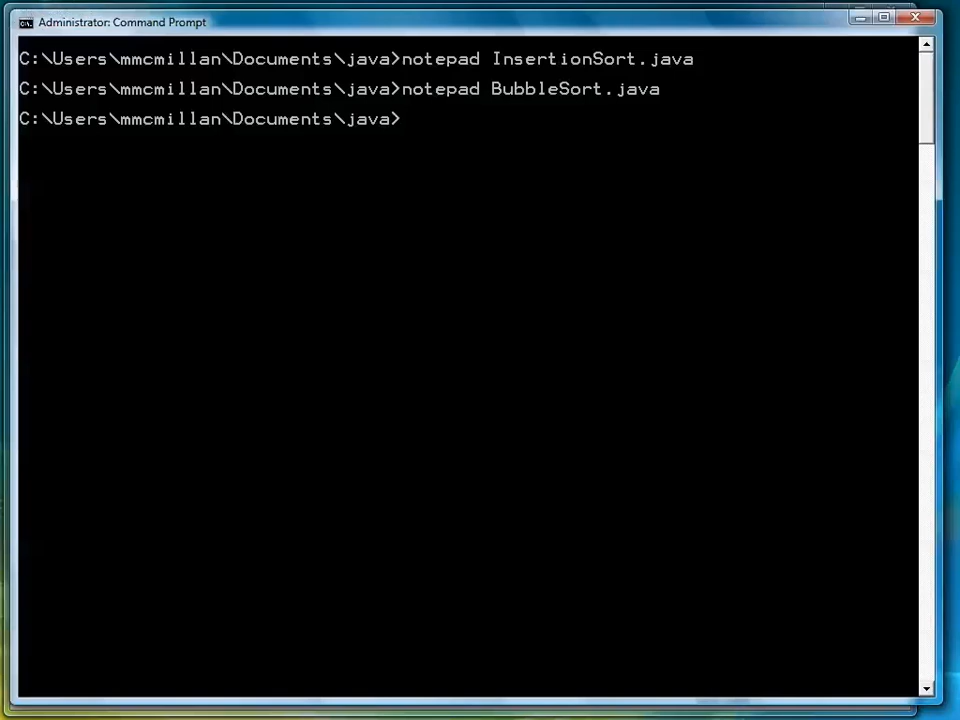 Administrator: Command Prompt
C:\Users\mmcmillan\Documents\java>notepad InsertionSort.java
C:\Users\mmcmillan\Documents\java>notepad BubbleSort.java
C:\Users\mmcmillan\Documents\java>